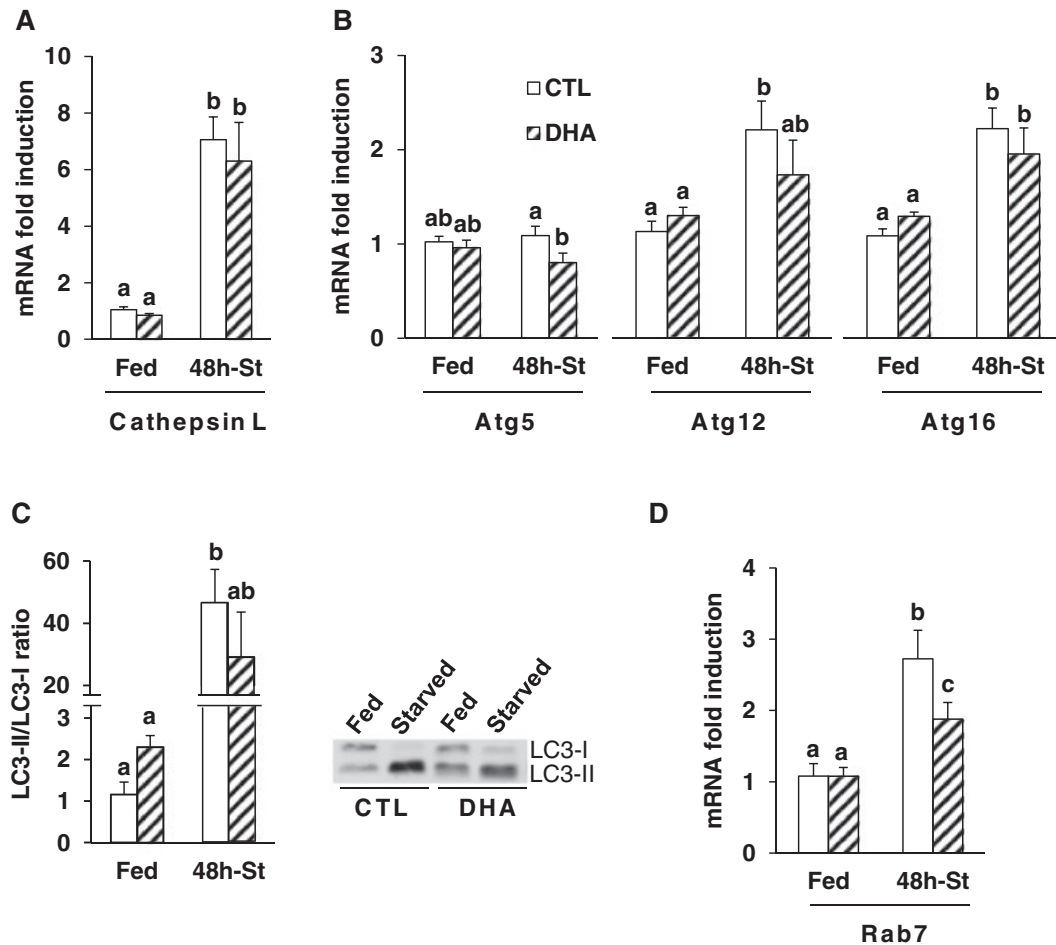 A
mRNA fold induction
10
8
6
4
2
0
a
a
b
b
Fed
48h-St
Cathepsin L
B
mRNA fold induction
3
2
1
0
CTL
DHA
ab
ab
a
b
a
a
b
ab
a
a
b
b
Fed
48h-St
Fed
48h-St
Fed
48h-St
Atg5
Atg12
Atg16
C
LC3-II/LC3-I ratio
60
40
20
3
2
1
0
a
a
b
ab
Fed
48h-St
Fed
Starved
Fed
Starved
LC3-I
LC3-II
CTL
DHA
D
mRNA fold induction
4
3
2
1
0
a
a
b
c
Fed
48h-St
Rab7